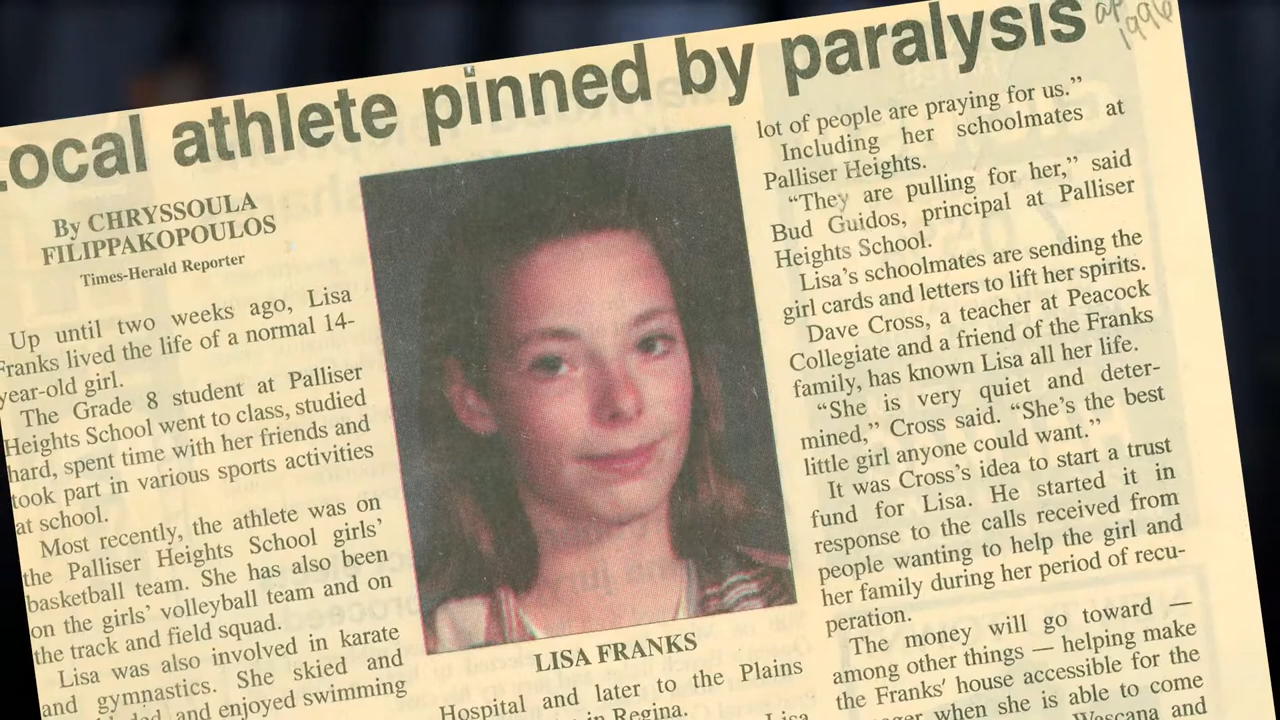 ocal athlete pinned by paralysis
ap
1996
By CHRYSSOULA
FILIPPAKOPOULOS
Times-Herald Reporter
Up until two weeks ago, Lisa
Franks lived the life of a normal 14-
year-old girl.
The Grade 8 student at Palliser
Heights School went to class, studied
hard, spent time with her friends and
took part in various sports activities
at school.
Most recently, the athlete was on
the Palliser Heights School girls'
basketball team. She has also been
on the girls' volleyball team and on
the track and field squad.
Lisa was also involved in karate
and gymnastics. She skied and
and enjoyed swimming
LISA FRANKS
Hospital and later to the Plains
in Regina.
Lisa
lot of people are praying for us.”
Including her schoolmates at
Palliser Heights.
“They are pulling for her,” said
Bud Guidos, principal at Palliser
Heights School.
Lisa's schoolmates are sending the
girl cards and letters to lift her spirits.
Dave Cross, a teacher at Peacock
Collegiate and a friend of the Franks
family, has known Lisa all her life.
“She is very quiet and deter-
mined,” Cross said. “She's the best
little girl anyone could want.”
It was Cross's idea to start a trust
fund for Lisa. He started it in
response to the calls received from
people wanting to help the girl and
her family during her period of recu-
peration.
The money will go toward —
among other things — helping make
the Franks' house accessible for the
when she is able to come
Wascana and